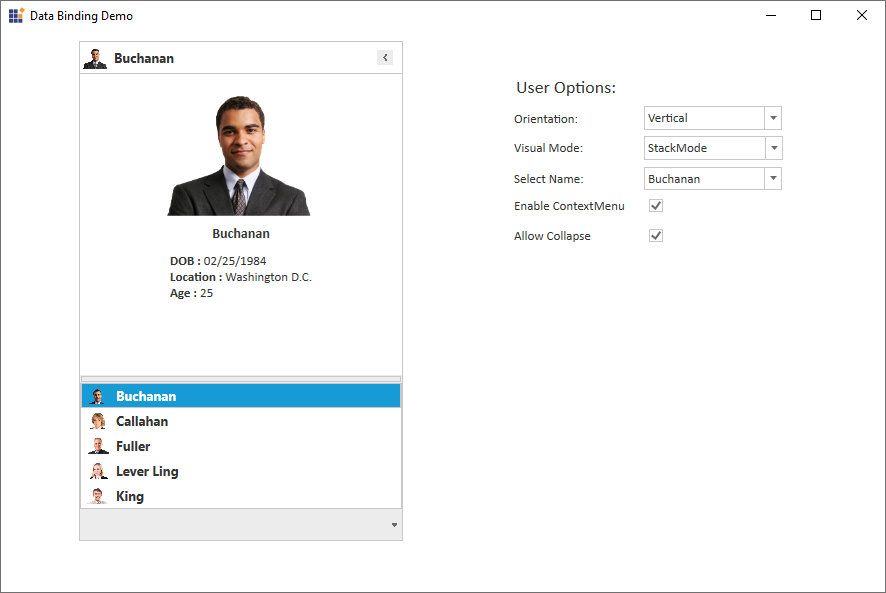 Data Binding Demo
Buchanan
Buchanan
DOB : 02/25/1984
Location : Washington D.C.
Age : 25
Buchanan
Callahan
Fuller
Lever Ling
King
User Options:
Orientation: Vertical
Visual Mode: StackMode
Select Name: Buchanan
Enable ContextMenu
Allow Collapse